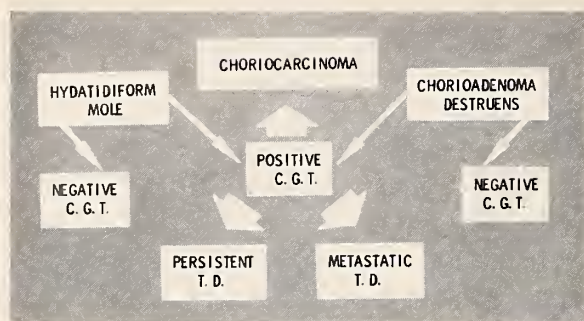 CHORIOCARCINOMA
HYDATIDIFORM
MOLE
CHORIOADENOMA
DESTRUENS
POSITIVE
C. G. T.
NEGATIVE
C. G. T.
NEGATIVE
C. G. T.
PERSISTENT
T. D.
METASTATIC
T. D.